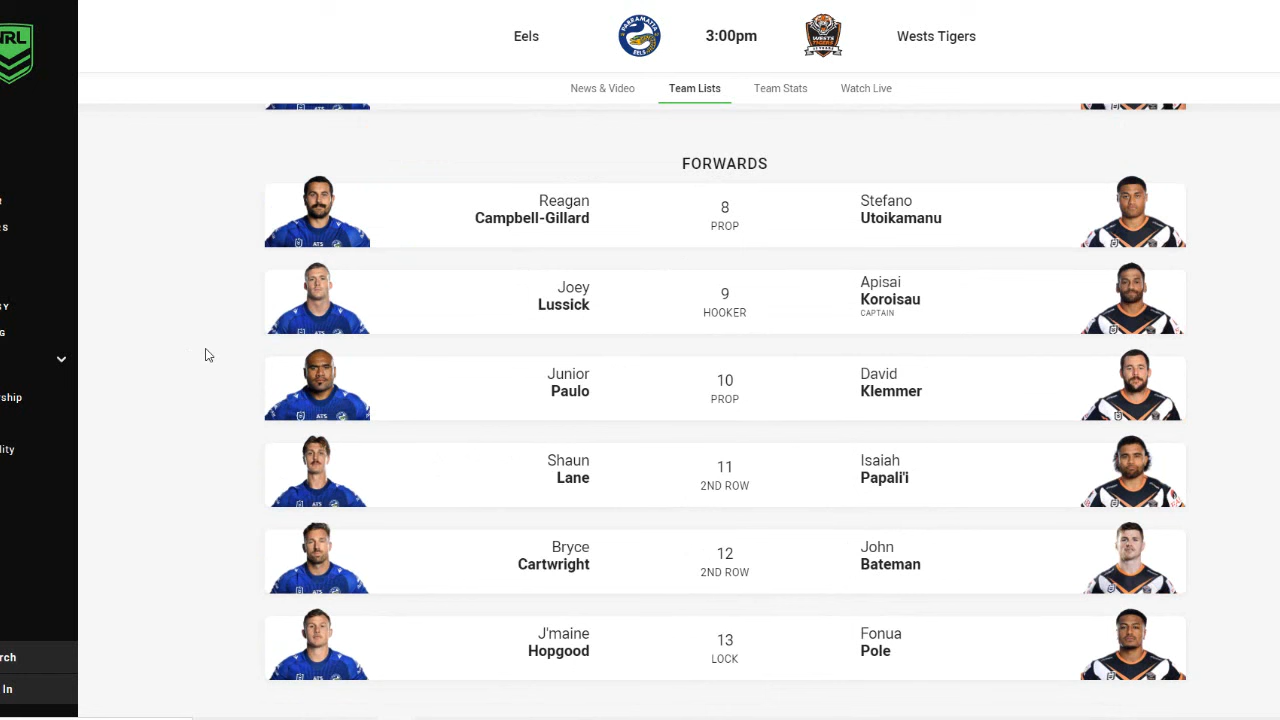 NRL
Eels
3:00pm
Wests Tigers
News & Video
Team Lists
Team Stats
Watch Live
FORWARDS
Reagan
Campbell-Gillard
8
PROP
Stefano
Utoikamanu
Joey
Lussick
9
HOOKER
Apisai
Koroisau
CAPTAIN
Junior
Paulo
10
PROP
David
Klemmer
Shaun
Lane
11
2ND ROW
Isaiah
Papali'i
Bryce
Cartwright
12
2ND ROW
John
Bateman
J'maine
Hopgood
13
LOCK
Fonua
Pole
ship
lity
rch
In